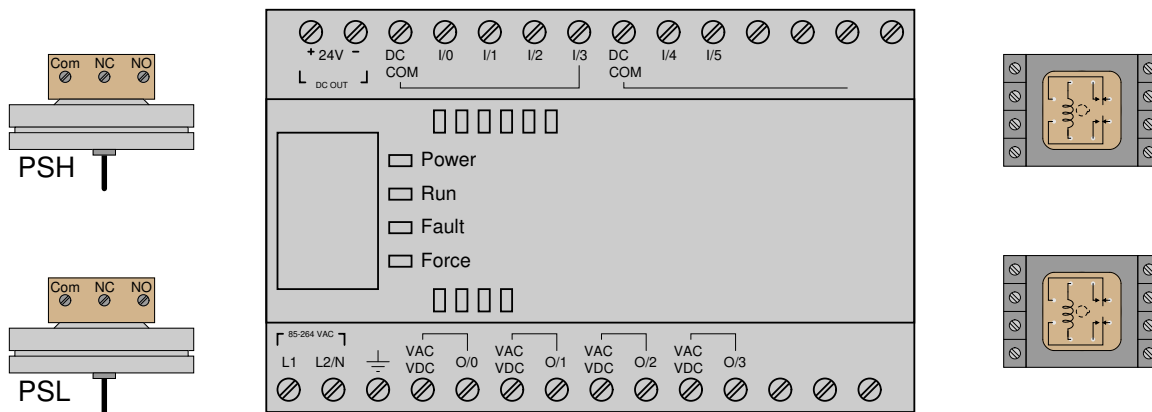 Com NC NO
PSH
Com NC NO
PSL
+ 24V −
DC OUT
DC COM
I/0
I/1
I/2
I/3
DC COM
I/4
I/5
Power
Run
Fault
Force
85-264 VAC
L1
L2/N
VAC VDC
O/0
VAC VDC
O/1
VAC VDC
O/2
VAC VDC
O/3